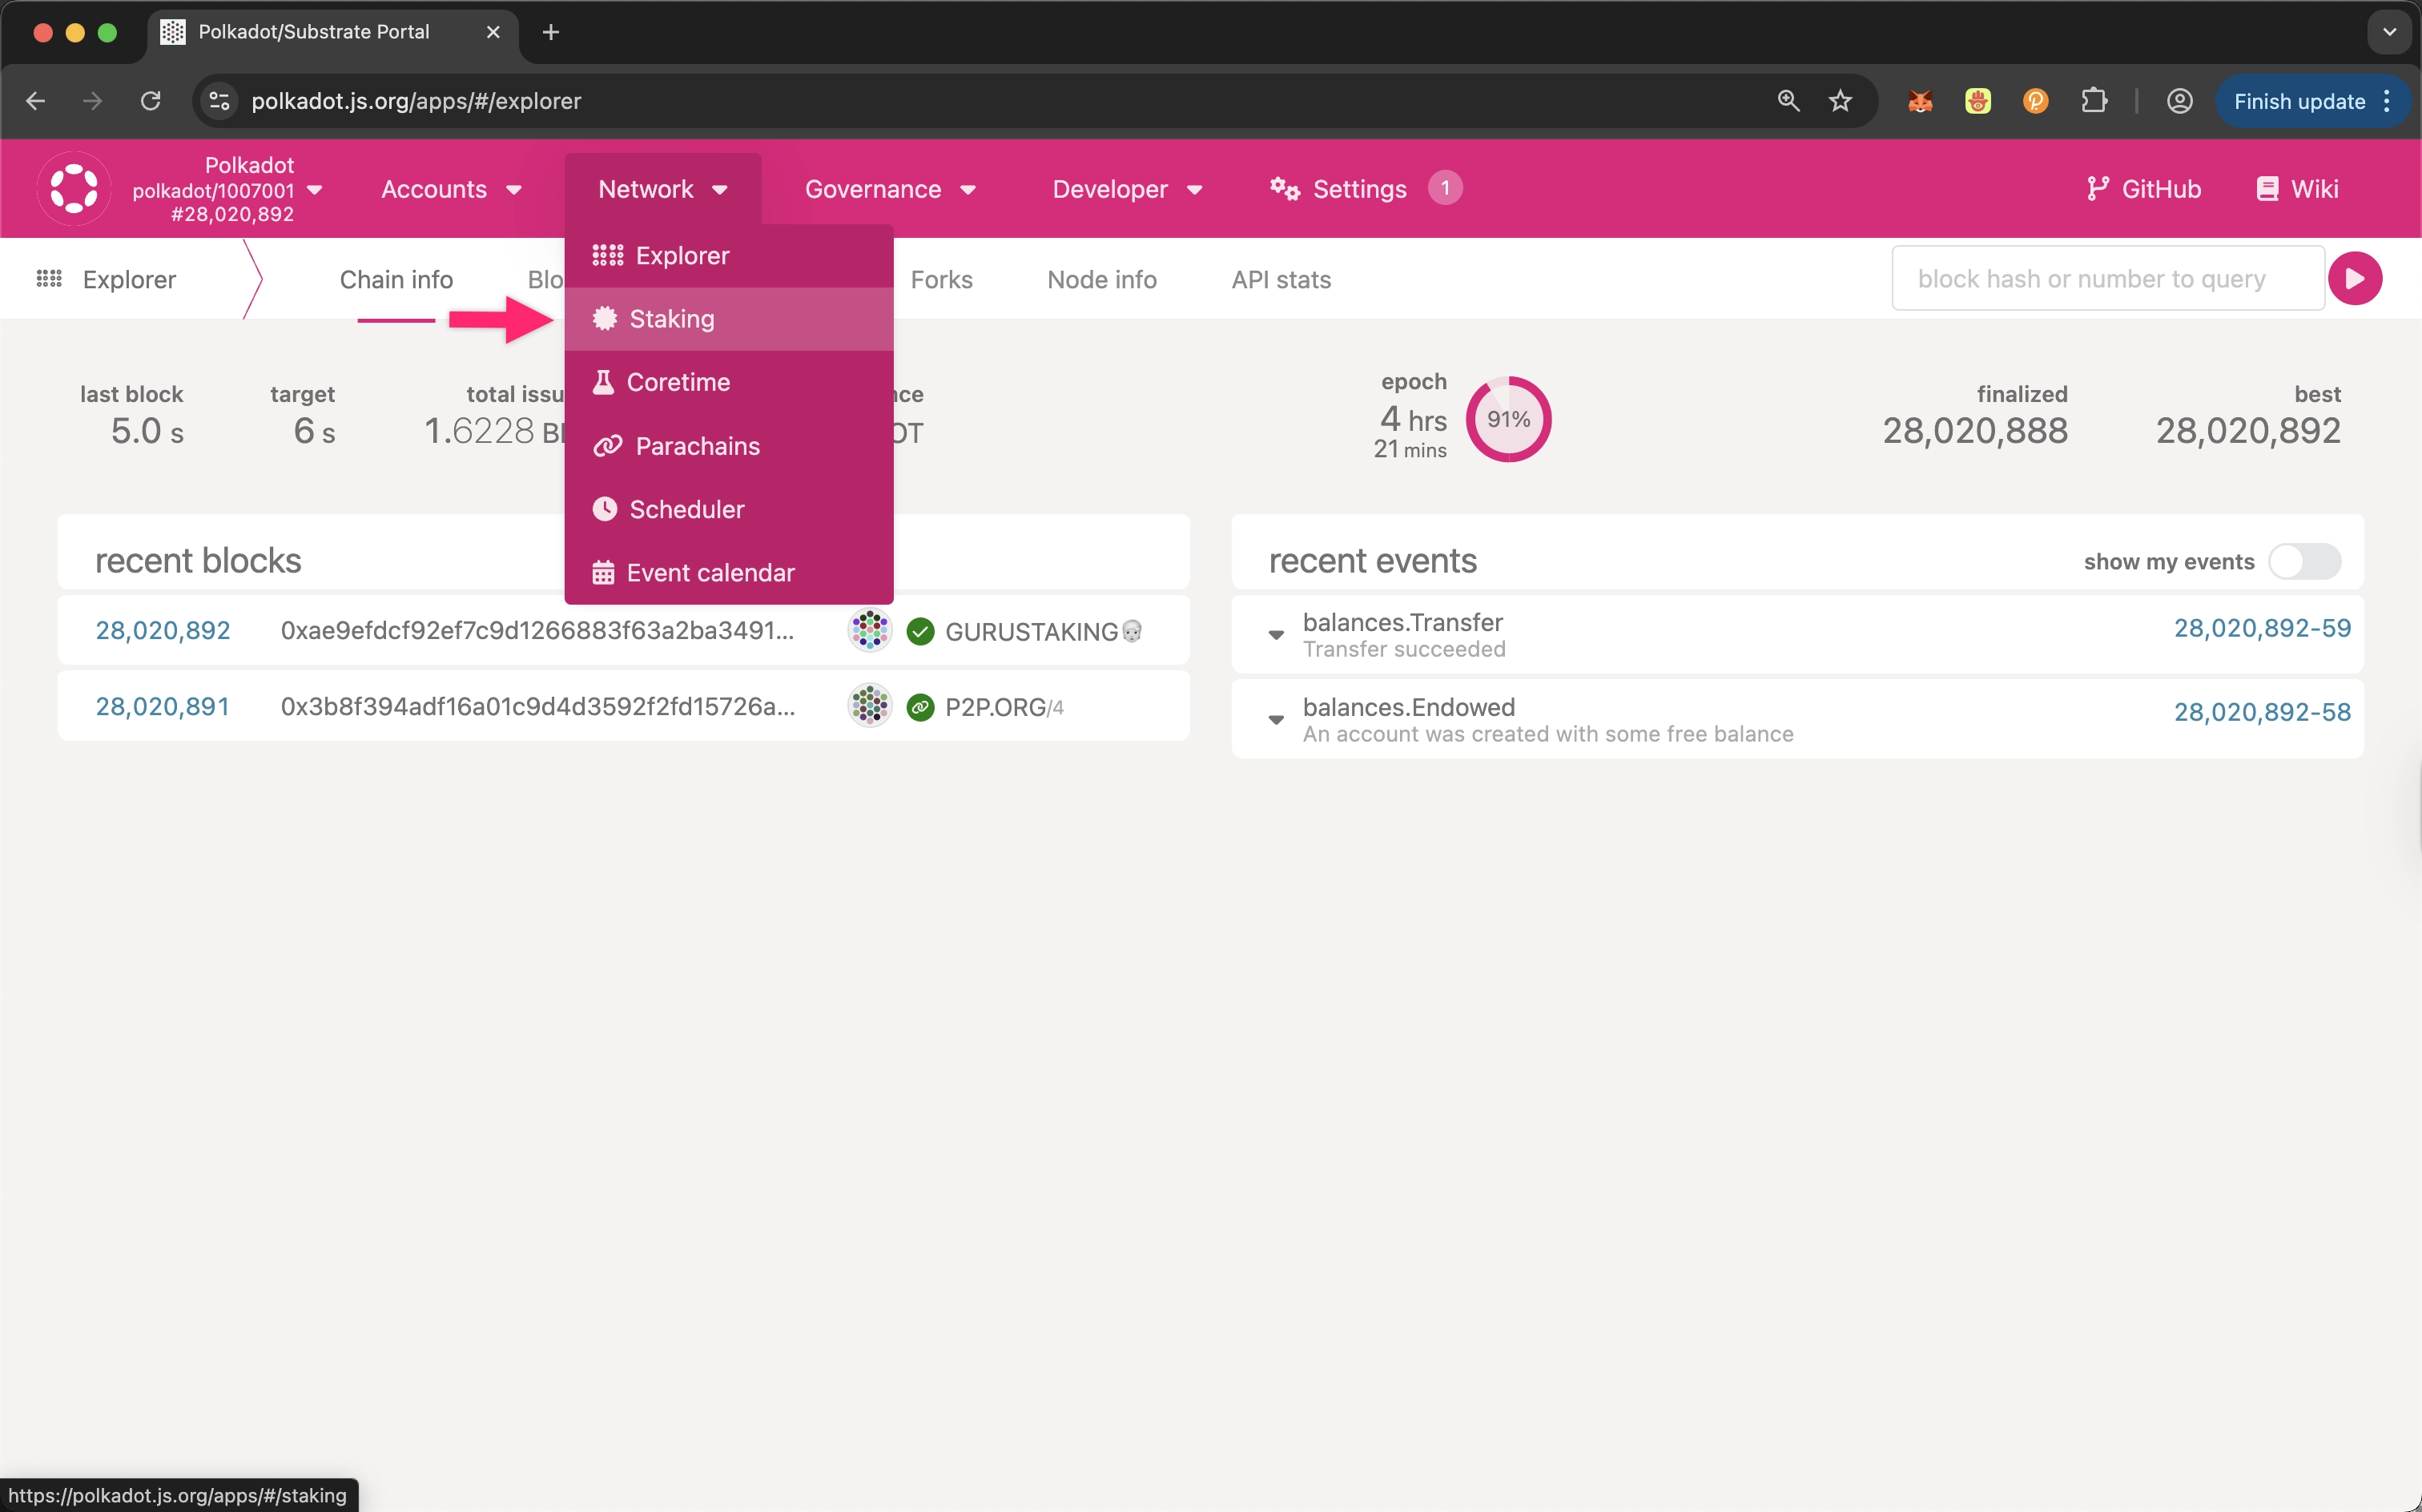 Polkadot/Substrate Portal
polkadot.js.org/apps/#/explorer
Finish update
Polkadot
polkadot/1007001
#28,020,892
Accounts
Network
Governance
Developer
Settings
1
GitHub
Wiki
Explorer
Explorer
Chain info
Blo
Forks
Node info
API stats
block hash or number to query
Staking
Coretime
Parachains
Scheduler
Event calendar
last block
5.0 s
target
6 s
total issu
1.6228 BI
nce
OT
epoch
4 hrs
21 mins
91%
finalized
28,020,888
best
28,020,892
recent blocks
28,020,892 0xae9efdcf92ef7c9d1266883f63a2ba3491... GURUSTAKING
28,020,891 0x3b8f394adf16a01c9d4d3592f2fd15726a... P2P.ORG/4
recent events
show my events
balances.Transfer
Transfer succeeded
28,020,892-59
balances.Endowed
An account was created with some free balance
28,020,892-58
https://polkadot.js.org/apps/#/staking